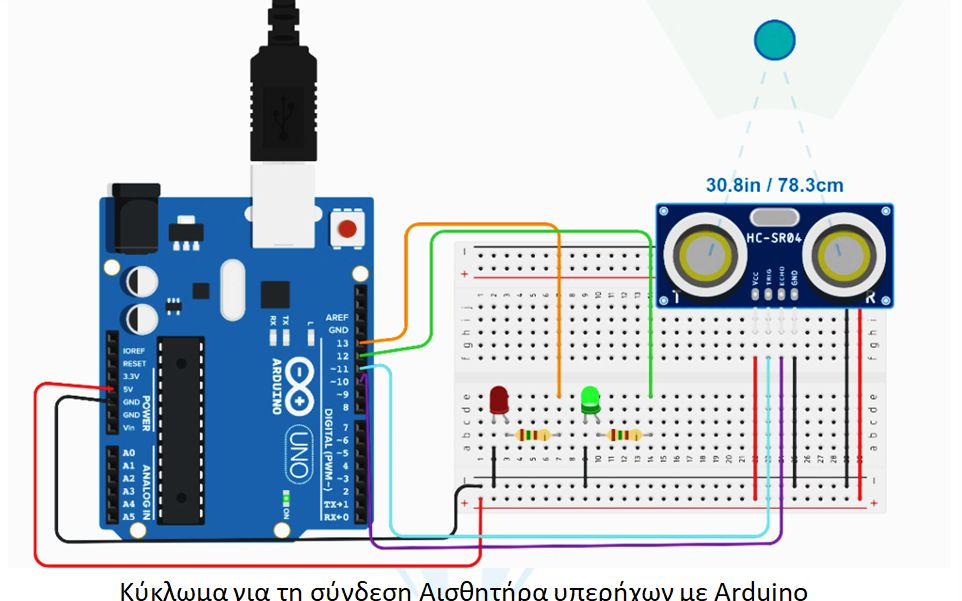 30.8in / 78.3cm
HC-SR04
VCC
TRIG
ECHO
GND
T
R
RX
TX
L
AREF
GND
13
12
~11
~10
~9
8
7
~6
~5
4
~3
2
TX→1
RX←0
DIGITAL (PWM~)
ARDUINO
UNO
ON
IOREF
RESET
3.3V
5V
GND
GND
Vin
POWER
A0
A1
A2
A3
A4
A5
ANALOG IN
Κύκλωμα για τη σύνδεση Αισθητήρα υπερήχων με Arduino